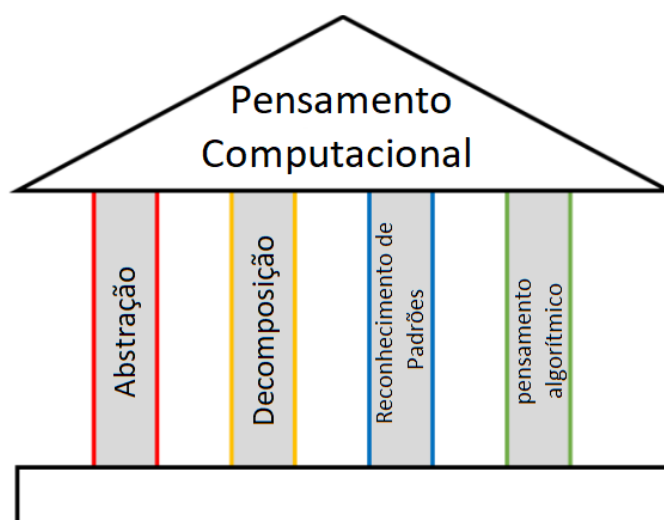 Pensamento
Computacional
Abstração
Decomposição
Reconhecimento de
Padrões
pensamento
algorítmico